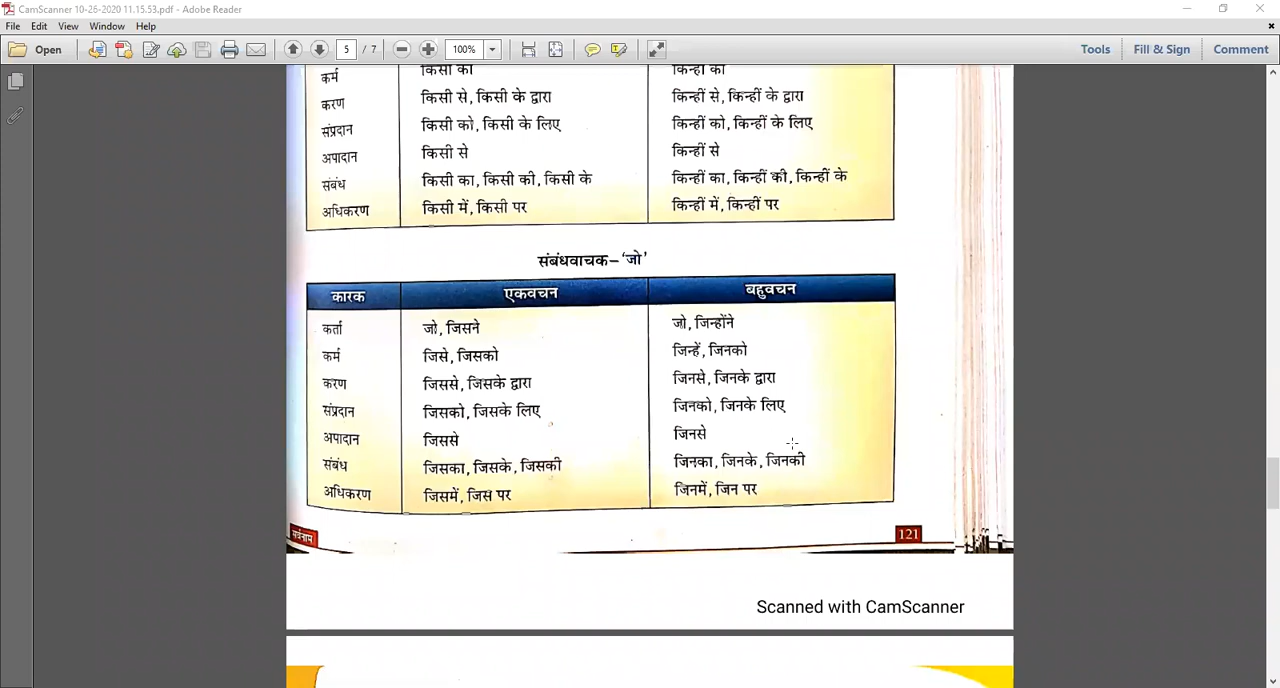 CamScanner 10-26-2020 11.15.53.pdf - Adobe Reader
File Edit View Window Help
Open 5 / 7 100% Tools Fill & Sign Comment
कर्म किसी को किन्हीं को
करण किसी से, किसी के द्वारा किन्हीं से, किन्हीं के द्वारा
संप्रदान किसी को, किसी के लिए किन्हीं को, किन्हीं के लिए
अपादान किसी से किन्हीं से
संबंध किसी का, किसी की, किसी के किन्हीं का, किन्हीं की, किन्हीं के
अधिकरण किसी में, किसी पर किन्हीं में, किन्हीं पर
संबंधवाचक–‘जो’
कारक एकवचन बहुवचन
कर्ता जो, जिसने जो, जिन्होंने
कर्म जिसे, जिसको जिन्हें, जिनको
करण जिससे, जिसके द्वारा जिनसे, जिनके द्वारा
संप्रदान जिसको, जिसके लिए जिनको, जिनके लिए
अपादान जिससे जिनसे
संबंध जिसका, जिसके, जिसकी जिनका, जिनके, जिनकी
अधिकरण जिसमें, जिस पर जिनमें, जिन पर
सर्वनाम 121
Scanned with CamScanner